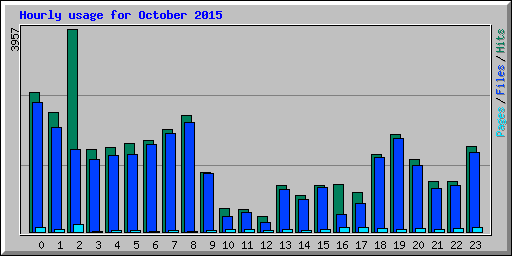 Hourly usage for October 2015
3957
Pages/Files/Hits
0 1 2 3 4 5 6 7 8 9 10 11 12 13 14 15 16 17 18 19 20 21 22 23